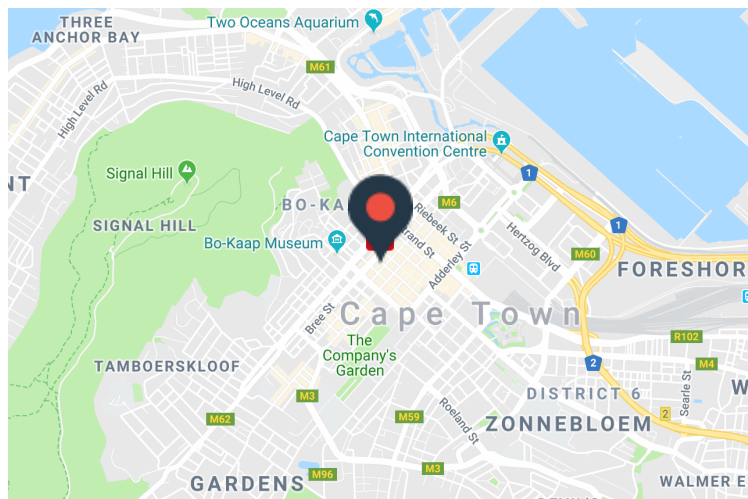 Two Oceans Aquarium
THREE
ANCHOR BAY
M61
High Level Rd
High Level Rd
Cape Town International
Convention Centre
Signal Hill
1
NT
BO-KA
M6
Riebeek St
SIGNAL HILL
1
Bo-Kaap Museum
Strand St
Hertzog Blvd
Adderley St
M60
FORESHOR
Bree St
Cape Town
The
Company's
Garden
R102
TAMBOERSKLOOF
2
M4
Searle St
W
M3
DISTRICT 6
M62
M59
Roeland St
2
ZONNEBLOEM
M96
M3
GARDENS
WALMER E